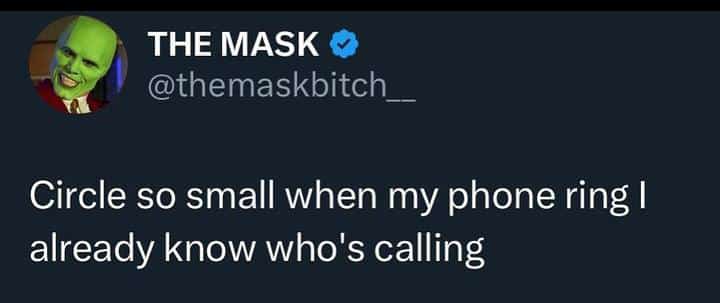 THE MASK
@themaskbitch__
Circle so small when my phone ring I
already know who's calling